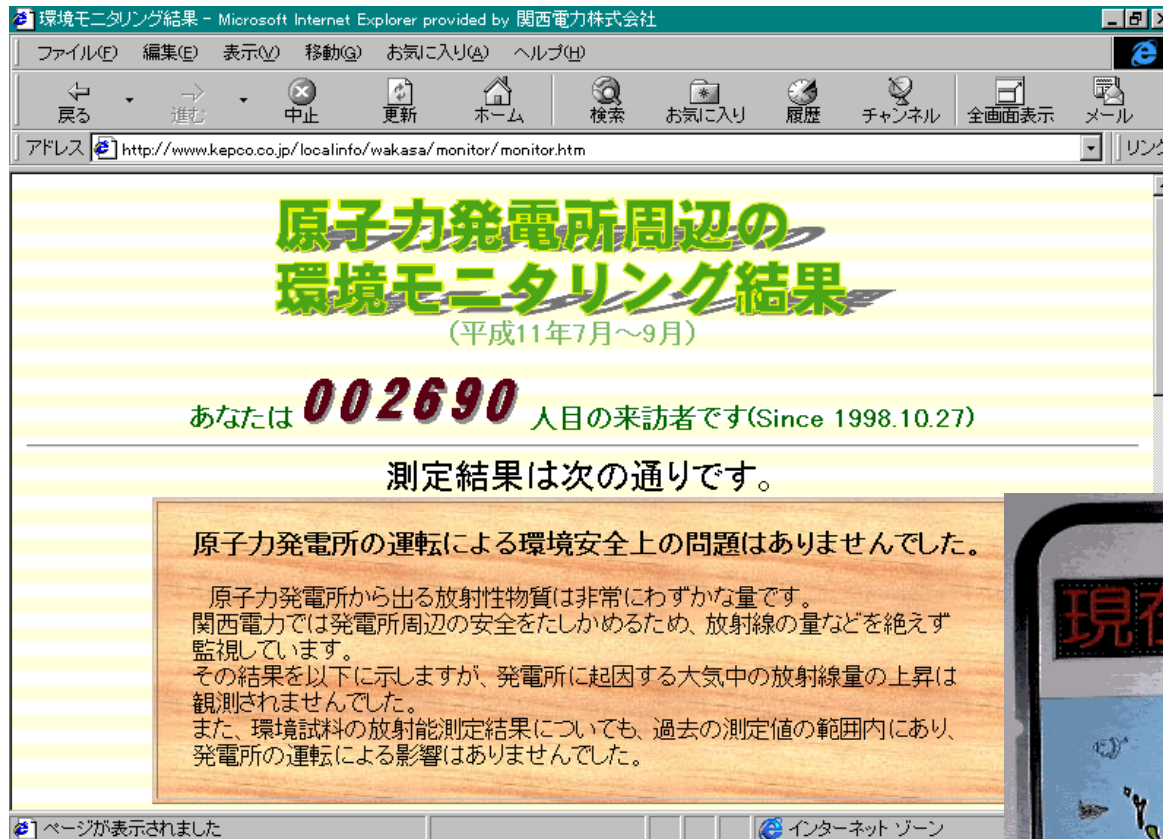 環境モニタリング結果 - Microsoft Internet Explorer provided by 関西電力株式会社
ファイル(F) 編集(E) 表示(V) 移動(G) お気に入り(A) ヘルプ(H)
戻る 進む 中止 更新 ホーム 検索 お気に入り 履歴 チャンネル 全画面表示 メール
アドレス http://www.kepco.co.jp/localinfo/wakasa/monitor/monitor.htm リンク
原子力発電所周辺の
環境モニタリング結果
(平成11年7月～9月)
あなたは 002690 人目の来訪者です(Since 1998.10.27)
測定結果は次の通りです。
原子力発電所の運転による環境安全上の問題はありませんでした。
原子力発電所から出る放射性物質は非常にわずかな量です。
関西電力では発電所周辺の安全をたしかめるため、放射線の量などを絶えず
監視しています。
その結果を以下に示しますが、発電所に起因する大気中の放射線量の上昇は
観測されませんでした。
また、環境試料の放射能測定結果についても、過去の測定値の範囲内にあり、
発電所の運転による影響はありませんでした。
現在
ページが表示されました インターネット ゾーン